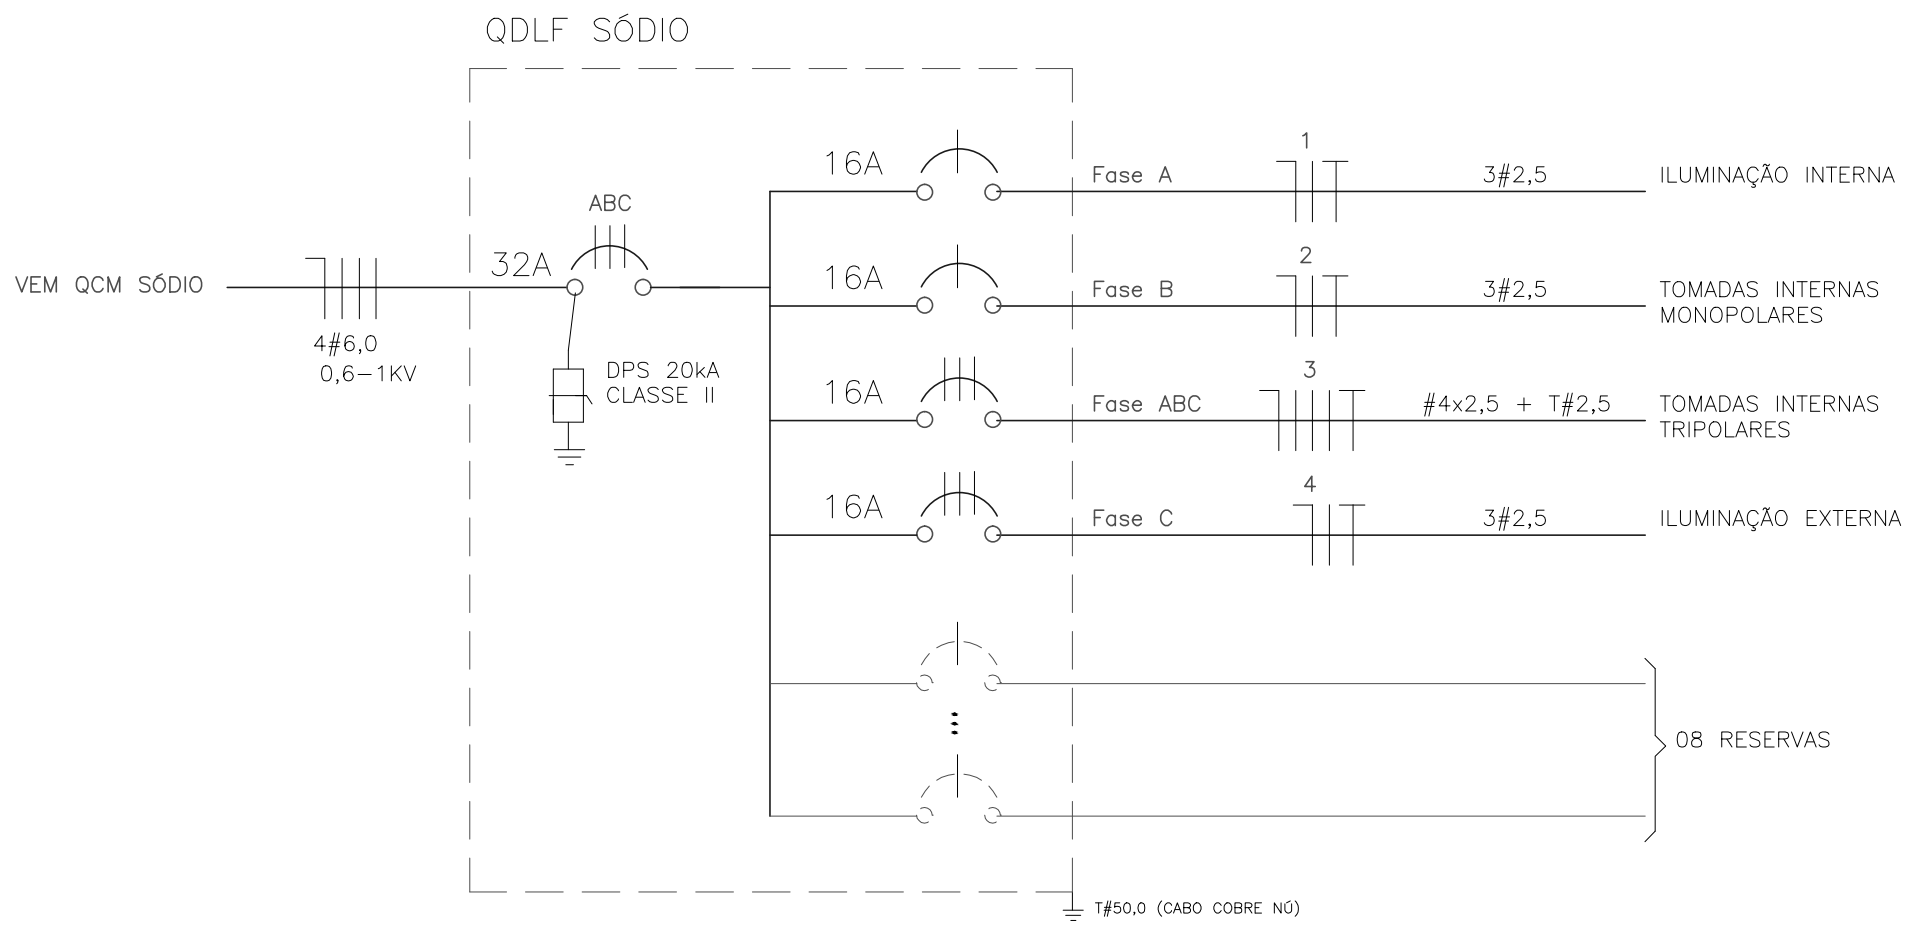 QDLF SÓDIO
VEM QCM SÓDIO
4#6,0
0,6-1KV
32A
ABC
DPS 20kA
CLASSE II
16A
Fase A
1
3#2,5
ILUMINAÇÃO INTERNA
16A
Fase B
2
3#2,5
TOMADAS INTERNAS
MONOPOLARES
16A
Fase ABC
3
#4x2,5 + T#2,5
TOMADAS INTERNAS
TRIPOLARES
16A
Fase C
4
3#2,5
ILUMINAÇÃO EXTERNA
08 RESERVAS
T#50,0 (CABO COBRE NÚ)